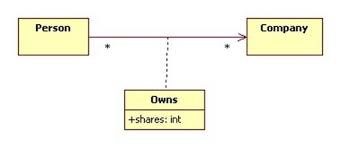 Person
Company
*
*
Owns
+shares: int